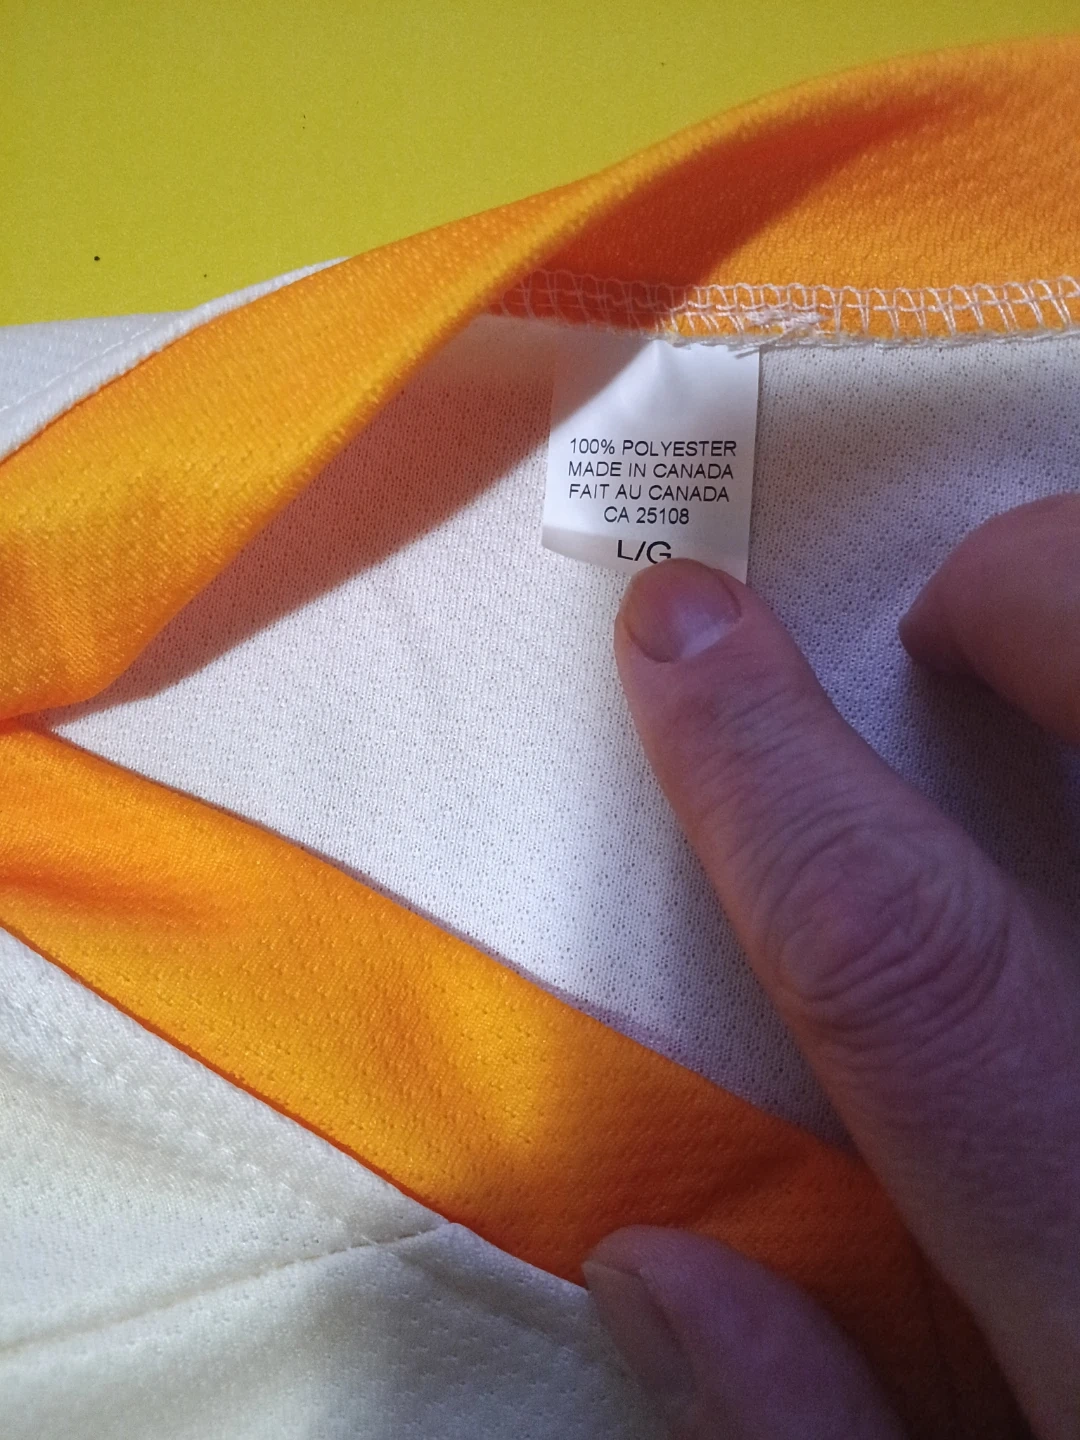 100% POLYESTER
MADE IN CANADA
FAIT AU CANADA
CA 25108
L/G